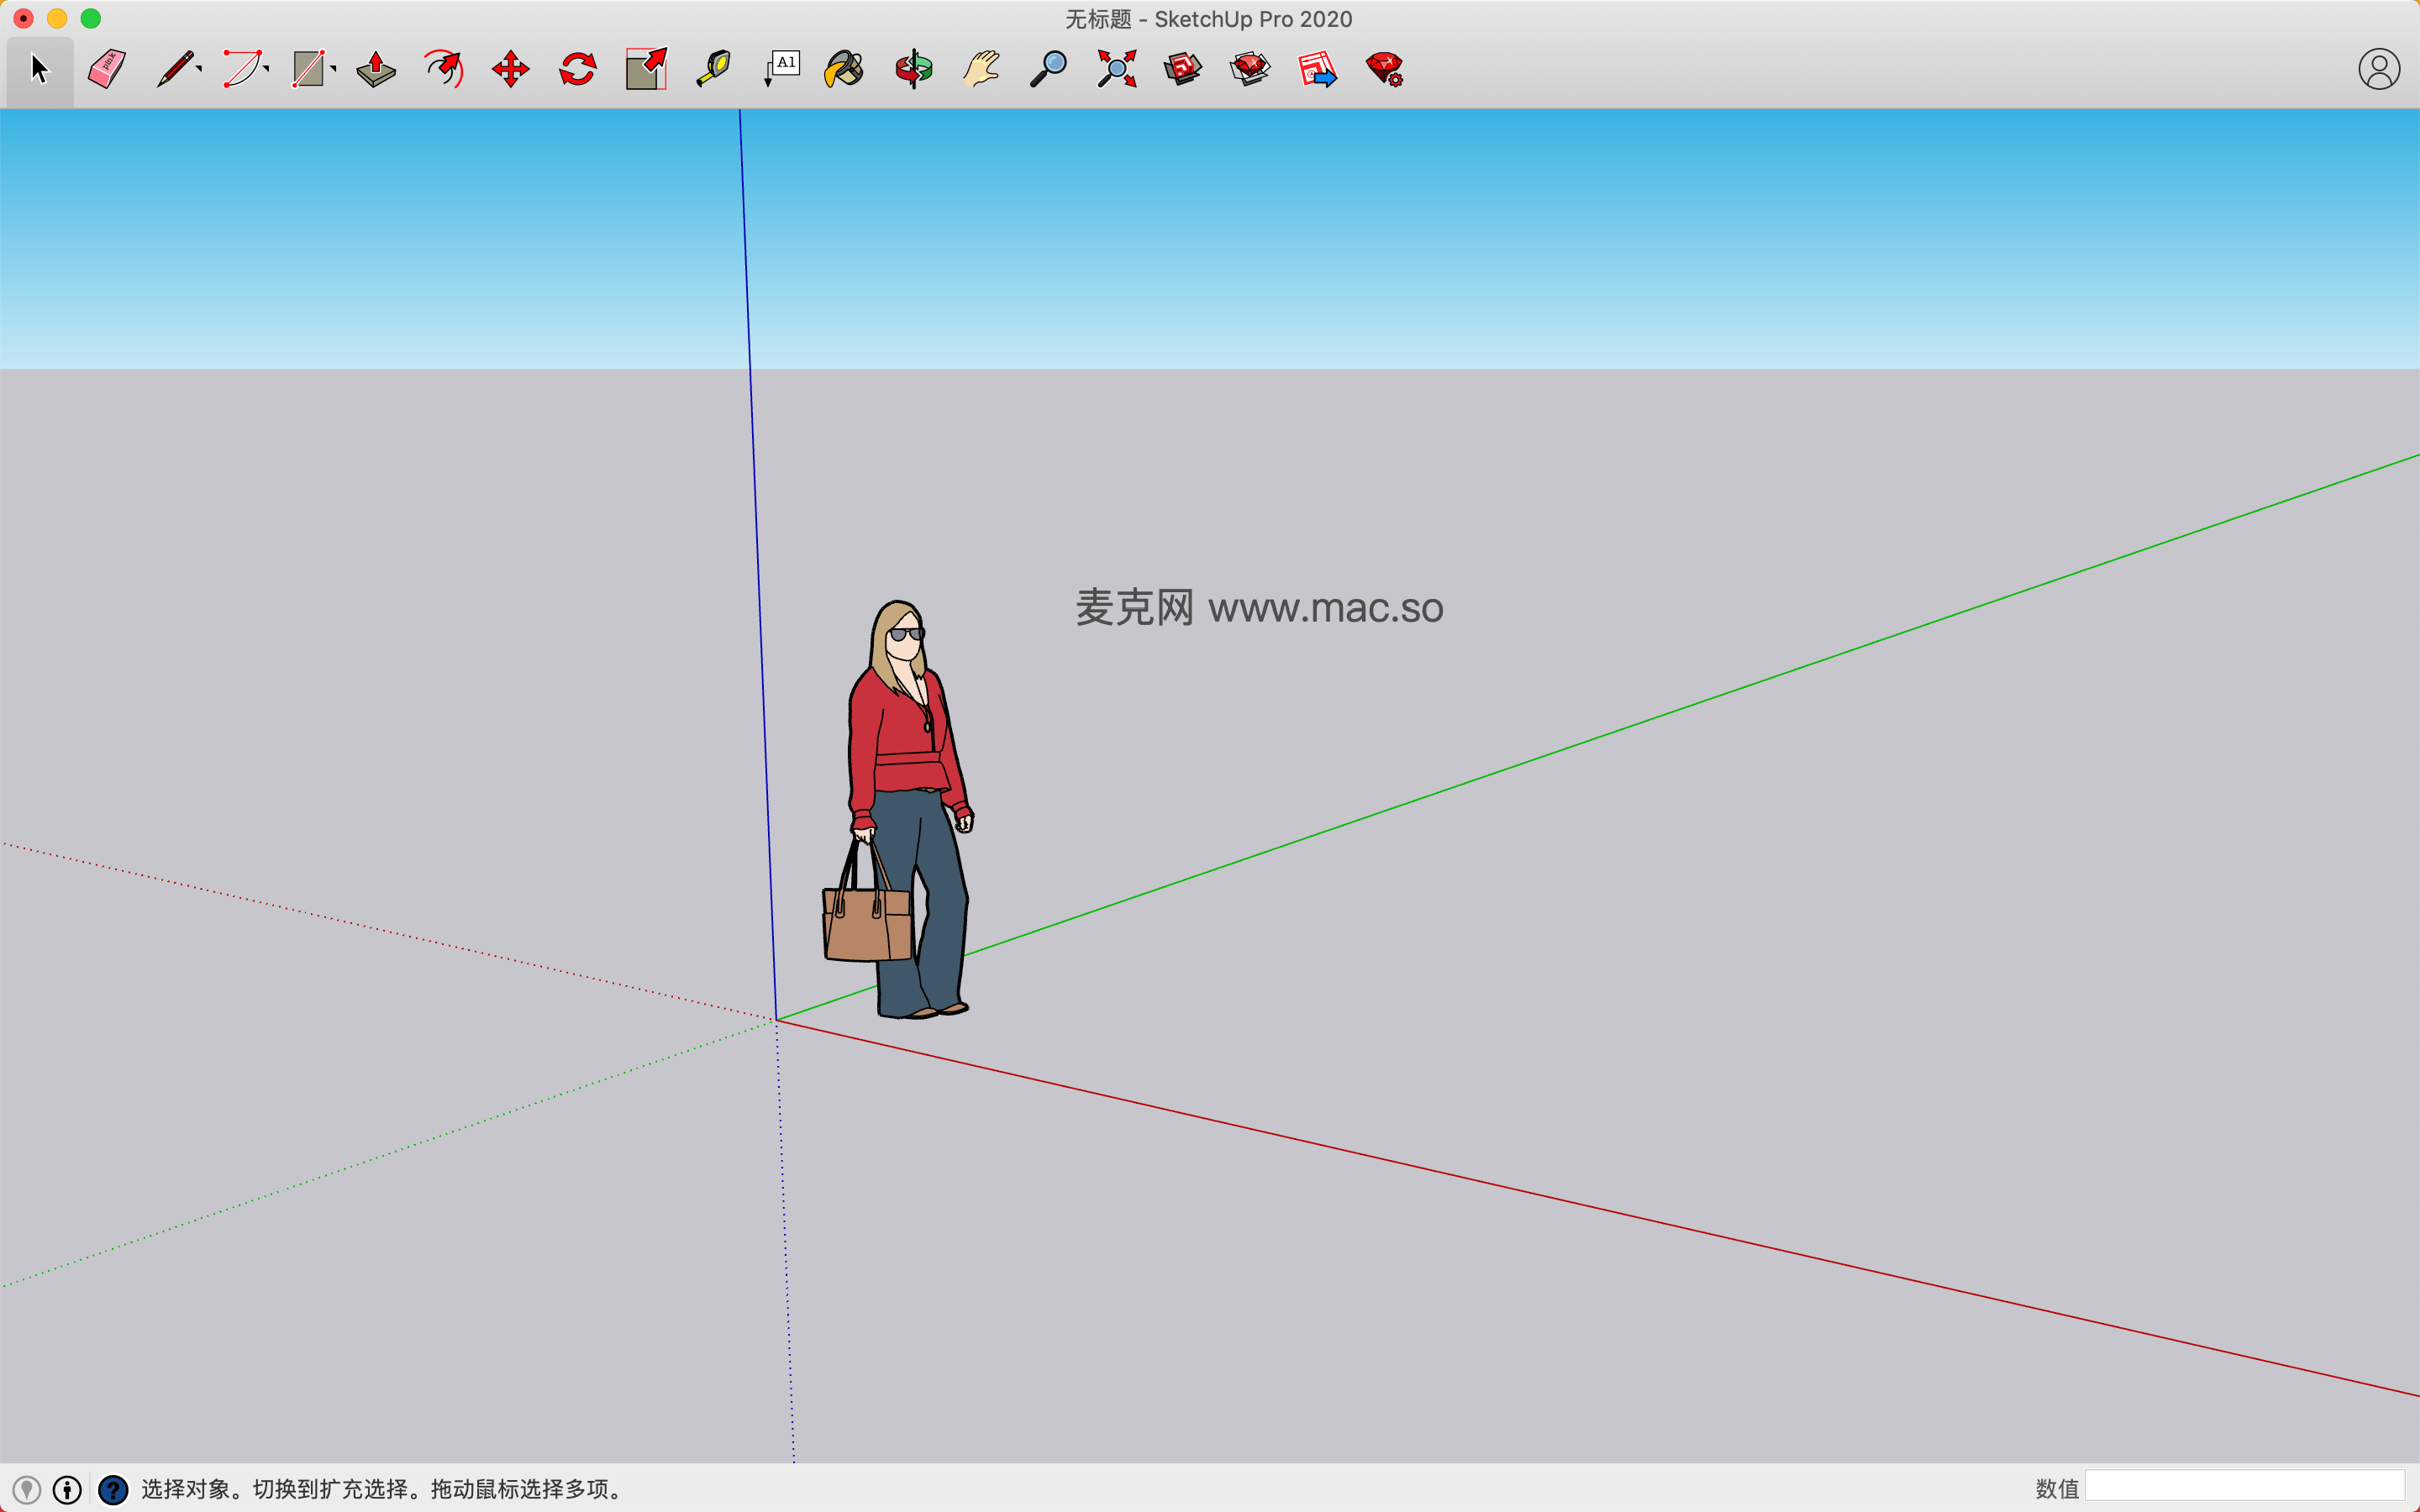 无标题 - SketchUp Pro 2020
pink
A1
麦克网 www.mac.so
选择对象。切换到扩充选择。拖动鼠标选择多项。
数值